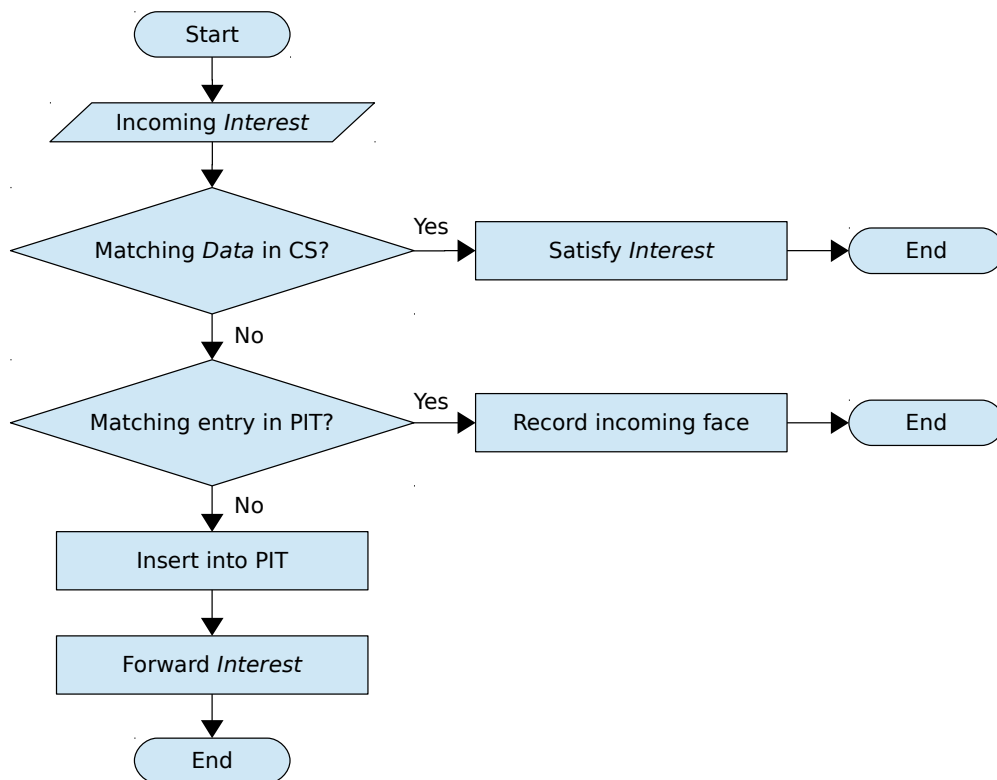 Start
Incoming Interest
Matching Data in CS?
Yes
Satisfy Interest
End
No
Matching entry in PIT?
Yes
Record incoming face
End
No
Insert into PIT
Forward Interest
End